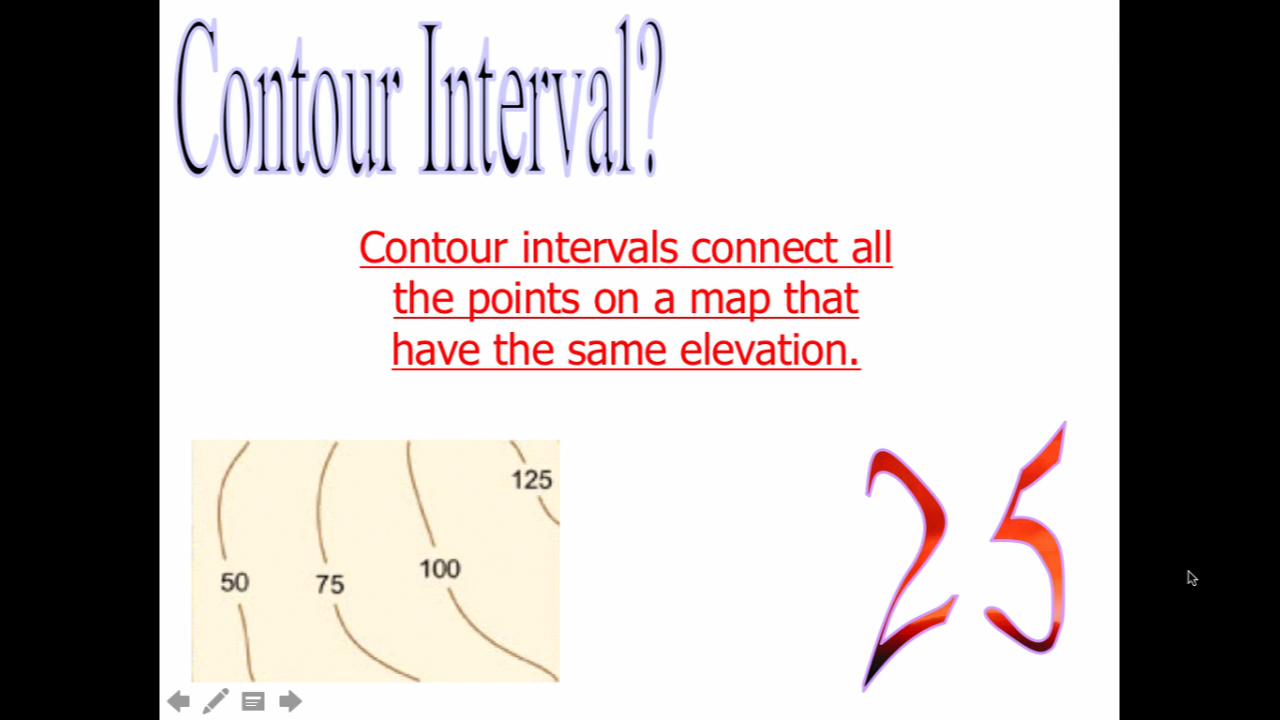 Contour Interval?
Contour intervals connect all
the points on a map that
have the same elevation.
125
50
75
100
25